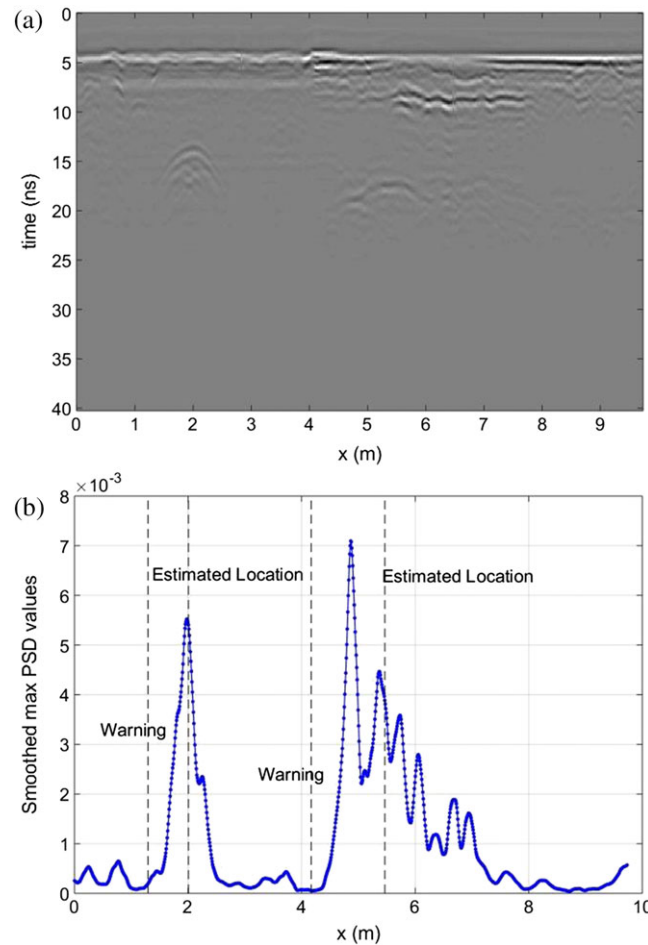 (a)
0
5
10
15
20
25
30
35
40
time (ns)
0 1 2 3 4 5 6 7 8 9
x (m)
(b)
×10⁻³
8
7
6
5
4
3
2
1
0
Smoothed max PSD values
Estimated Location
Estimated Location
Warning
Warning
0 2 4 6 8 10
x (m)